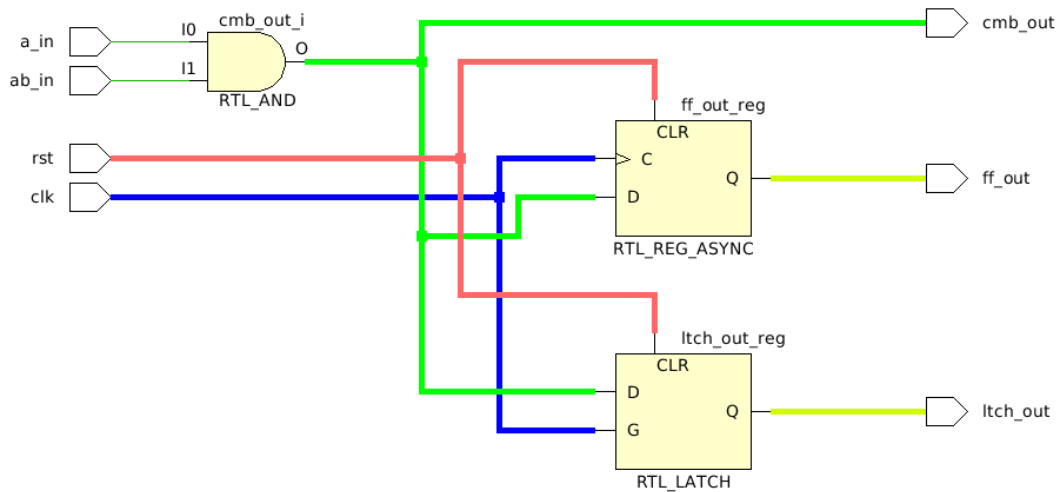 cmb_out_i
a_in
I0
O
cmb_out
ab_in
I1
RTL_AND
ff_out_reg
CLR
rst
C
clk
D
Q
ff_out
RTL_REG_ASYNC
ltch_out_reg
CLR
D
Q
ltch_out
G
RTL_LATCH